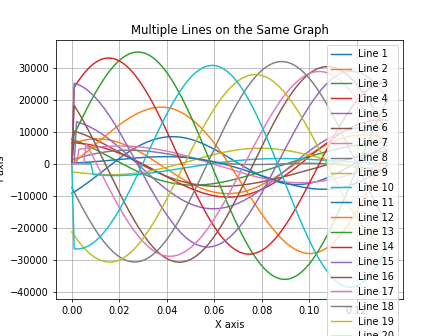 Multiple Lines on the Same Graph
30000
20000
10000
0
−10000
−20000
−30000
−40000
0.00
0.02
0.04
0.06
0.08
0.10
X axis
Line 1
Line 2
Line 3
Line 4
Line 5
Line 6
Line 7
Line 8
Line 9
Line 10
Line 11
Line 12
Line 13
Line 14
Line 15
Line 16
Line 17
Line 18
Line 19
Line 20